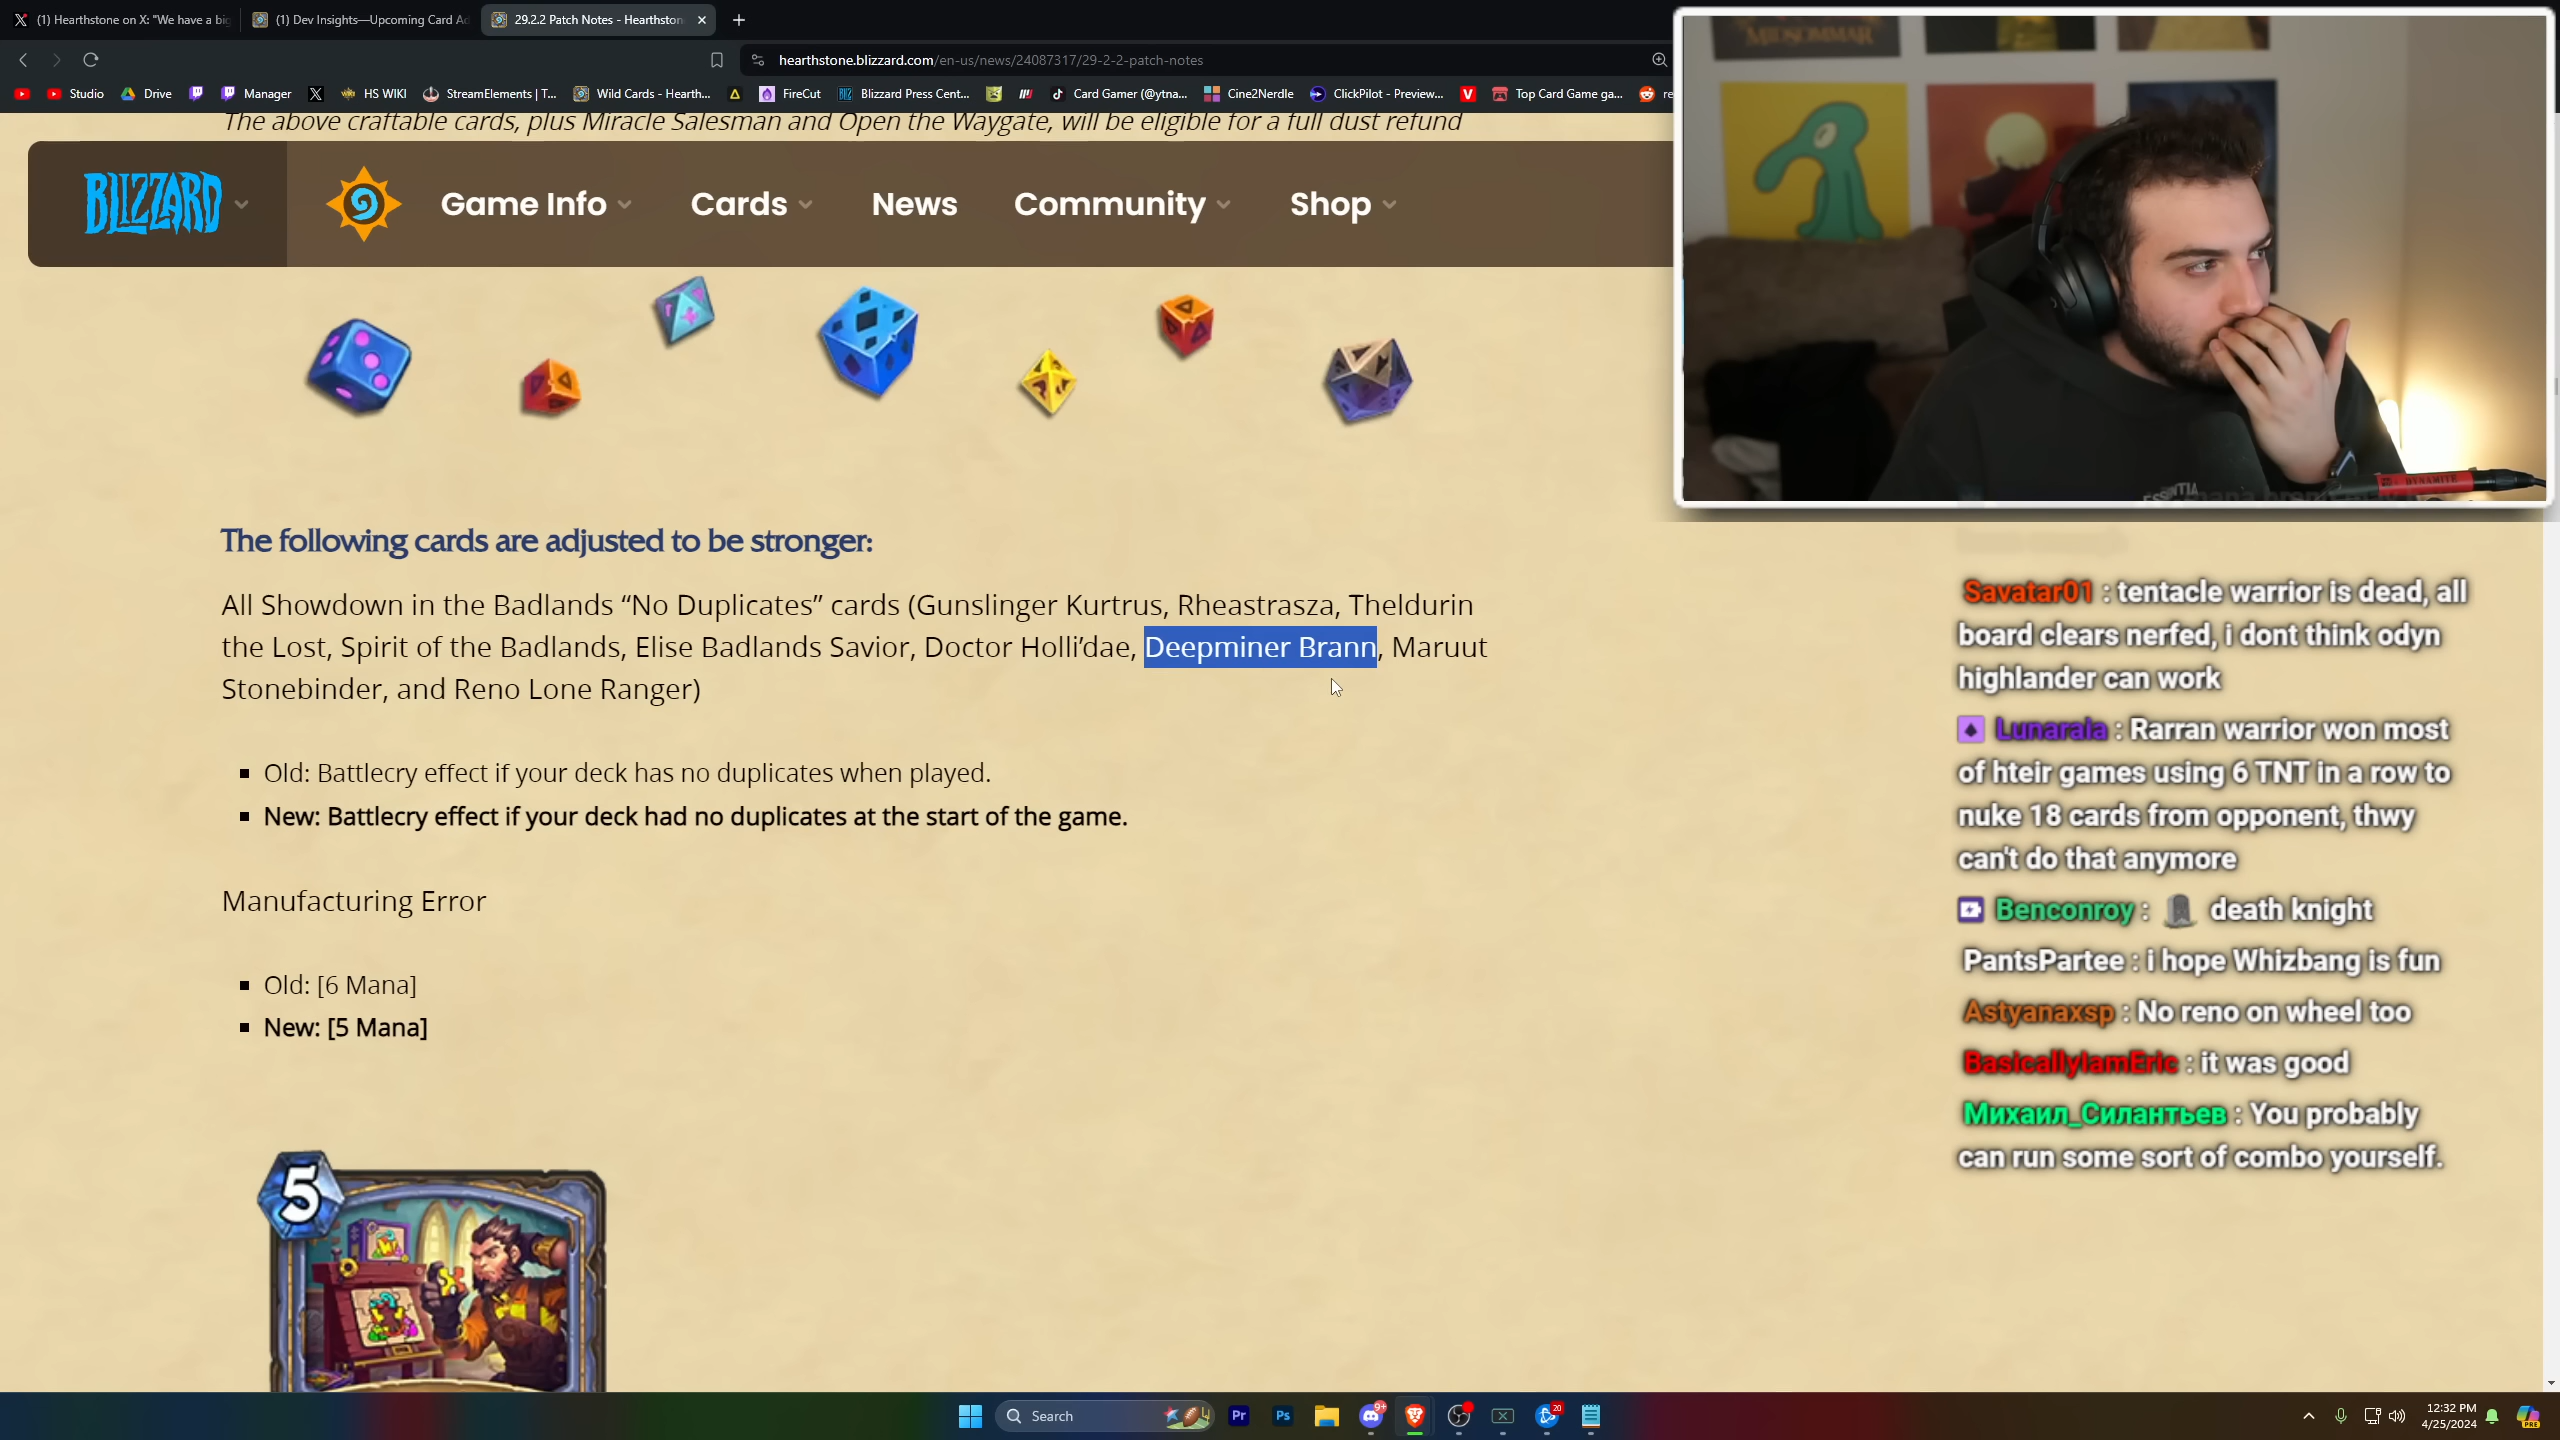 (1) Hearthstone on X: "We have a big
(1) Dev Insights—Upcoming Card Ad
29.2.2 Patch Notes - Hearthston
hearthstone.blizzard.com/en-us/news/24087317/29-2-2-patch-notes
Studio
Drive
Manager
HS WIKI
StreamElements | T...
Wild Cards - Hearth...
FireCut
Blizzard Press Cent...
Card Gamer (@ytna...
Cine2Nerdle
ClickPilot - Preview...
Top Card Game ga...
re
The above craftable cards, plus Miracle Salesman and Open the Waygate, will be eligible for a full dust refund
BLIZZARD
Game Info
Cards
News
Community
Shop
MIDSOMMAR
DYNAMITE
The following cards are adjusted to be stronger:
All Showdown in the Badlands “No Duplicates” cards (Gunslinger Kurtrus, Rheastrasza, Theldurin
the Lost, Spirit of the Badlands, Elise Badlands Savior, Doctor Holli’dae, Deepminer Brann, Maruut
Stonebinder, and Reno Lone Ranger)
Old: Battlecry effect if your deck has no duplicates when played.
New: Battlecry effect if your deck had no duplicates at the start of the game.
Manufacturing Error
Old: [6 Mana]
New: [5 Mana]
5
Savatar01 : tentacle warrior is dead, all
board clears nerfed, i dont think odyn
highlander can work
Lunaraia : Rarran warrior won most
of hteir games using 6 TNT in a row to
nuke 18 cards from opponent, thwy
can't do that anymore
Benconroy : death knight
PantsPartee : i hope Whizbang is fun
Astyanaxsp : No reno on wheel too
BasicallyIamEric : it was good
Михаил_Силантьев : You probably
can run some sort of combo yourself.
Search
Pr
Ps
9+
20
12:32 PM
4/25/2024
PRE